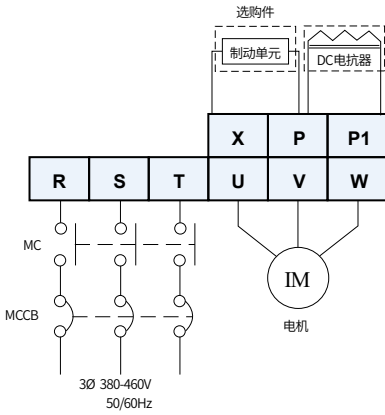 选购件
制动单元
DC电抗器
X P P1
R S T U V W
MC
IM
MCCB
电机
3Ø 380-460V
50/60Hz